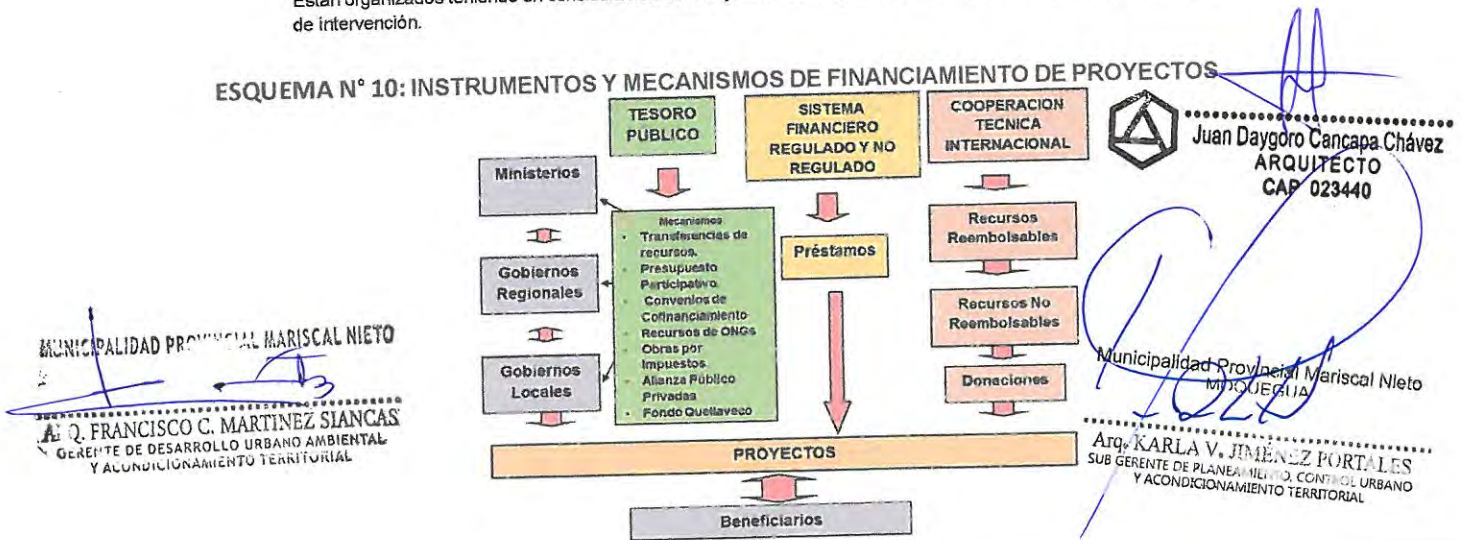 de intervención.
ESQUEMA N° 10: INSTRUMENTOS Y MECANISMOS DE FINANCIAMIENTO DE PROYECTOS
TESORO
PUBLICO
SISTEMA
FINANCIERO
REGULADO Y NO
REGULADO
COOPERACION
TECNICA
INTERNACIONAL
Ministerios
Gobiernos
Regionales
Gobiernos
Locales
Mecanismos
- Transferencias de
recursos.
- Presupuesto
Participativo
- Convenios de
Cofinanciamiento
- Recursos de ONGs
- Obras por
Impuestos
- Alianza Público
Privadas
- Fondo Quellaveco
Préstamos
Recursos
Reembolsables
Recursos No
Reembolsables
Donaciones
PROYECTOS
Beneficiarios
Juan Daygoro Cancapa Chávez
ARQUITECTO
CAP 023440
MUNICIPALIDAD PROVINCIAL MARISCAL NIETO
Q. FRANCISCO C. MARTINEZ SIANCAS
GERENTE DE DESARROLLO URBANO AMBIENTAL
Y ACONDICIONAMIENTO TERRITORIAL
Municipalidad Provincial Mariscal Nieto
MOQUEGUA
Arq. KARLA V. JIMÉNEZ PORTALES
SUB GERENTE DE PLANEAMIENTO, CONTROL URBANO
Y ACONDICIONAMIENTO TERRITORIAL